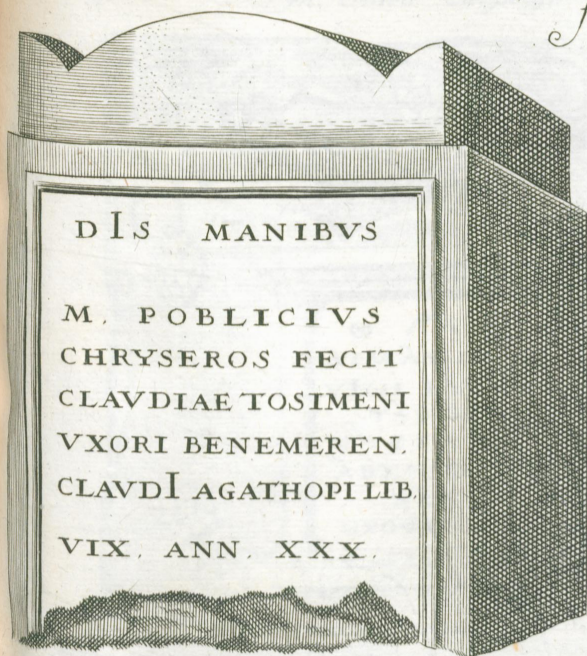 DIS MANIBVS
M. POBLICIVS
CHRYSEROS FECIT
CLAVDIAE TOSIMENI
VXORI BENEMEREN.
CLAVDI AGATHOPI LIB.
VIX. ANN. XXX.